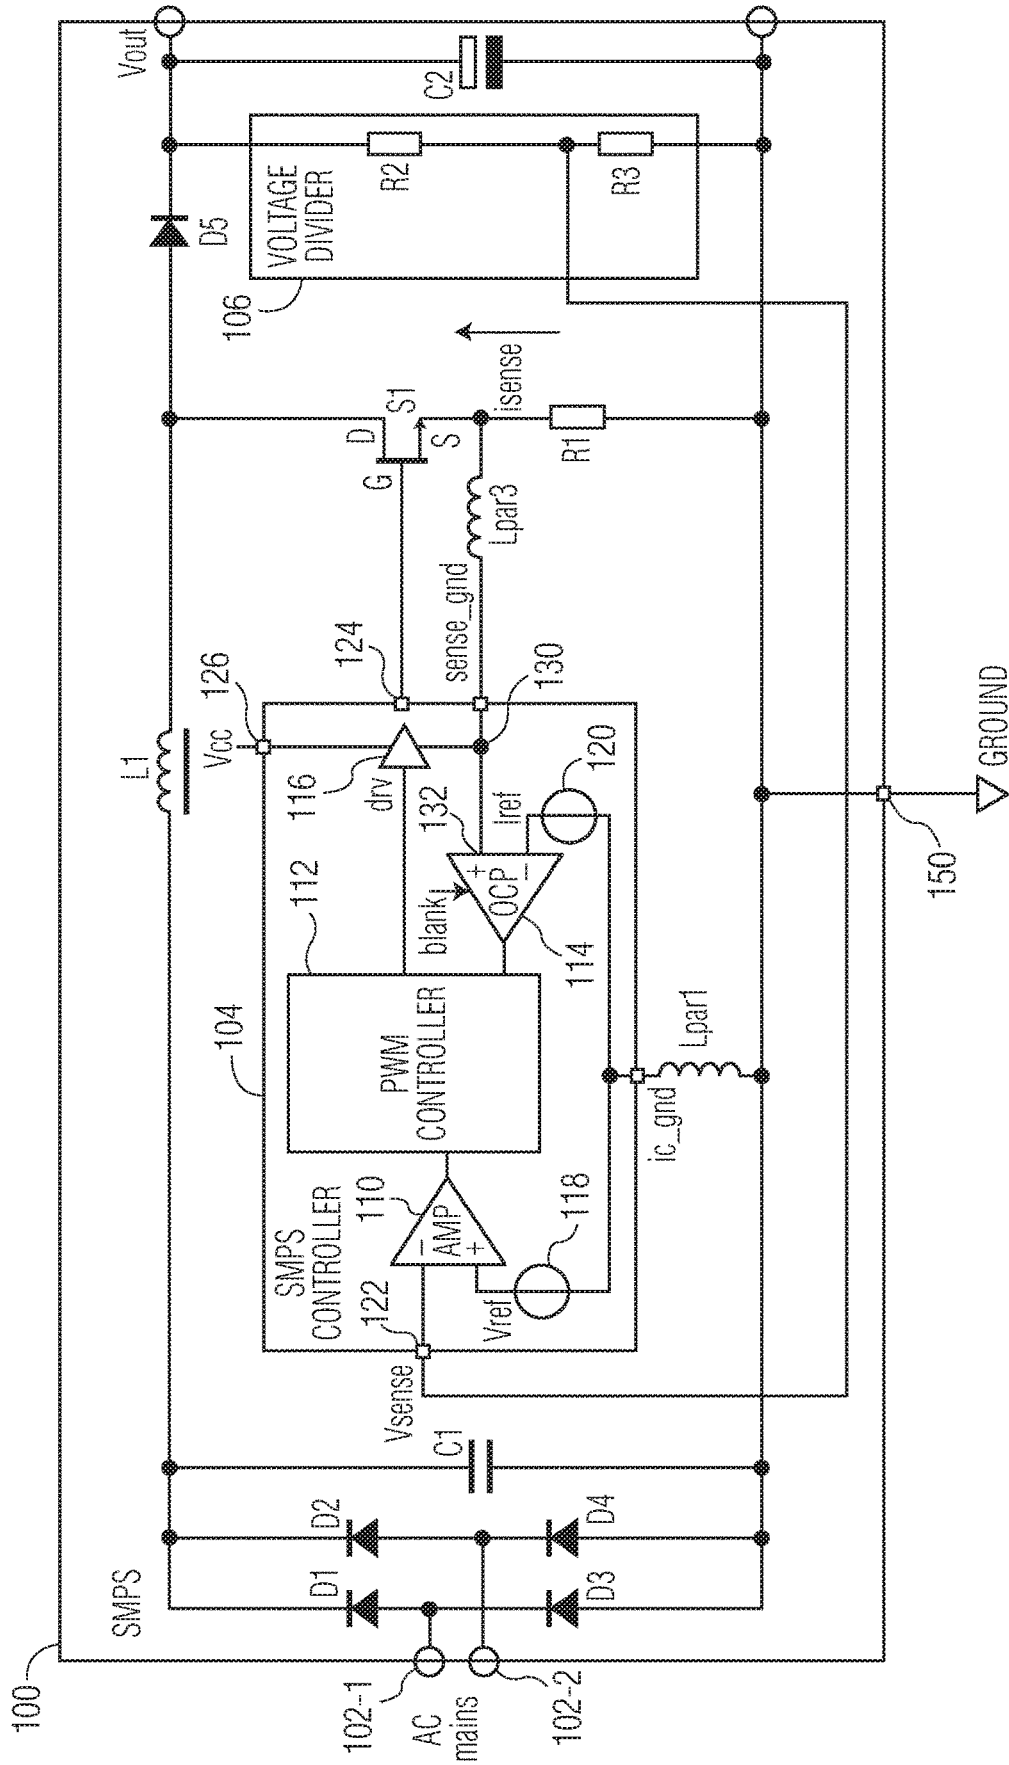 100
SMPS
102-1
AC
mains
102-2
D1
D2
D3
D4
C1
Vsense
122
SMPS
CONTROLLER
104
AMP
−
+
110
Vref
118
PWM
CONTROLLER
112
ic_gnd
Lpar1
blank
OCP
+
−
114
132
Iref
120
drv
116
Vcc
126
124
130
sense_gnd
Lpar3
L1
G
D
S
S1
isense
R1
106
VOLTAGE
DIVIDER
R2
R3
D5
C2
Vout
150
GROUND